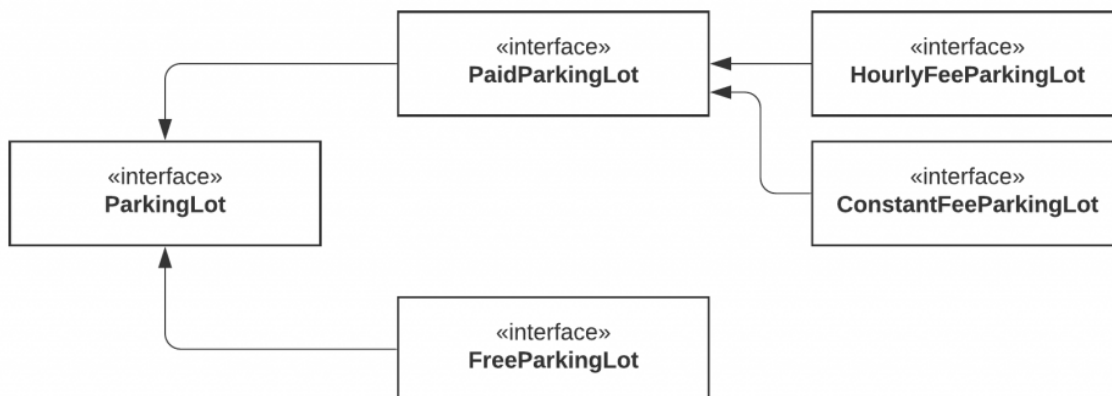 «interface»
PaidParkingLot
«interface»
HourlyFeeParkingLot
«interface»
ParkingLot
«interface»
ConstantFeeParkingLot
«interface»
FreeParkingLot